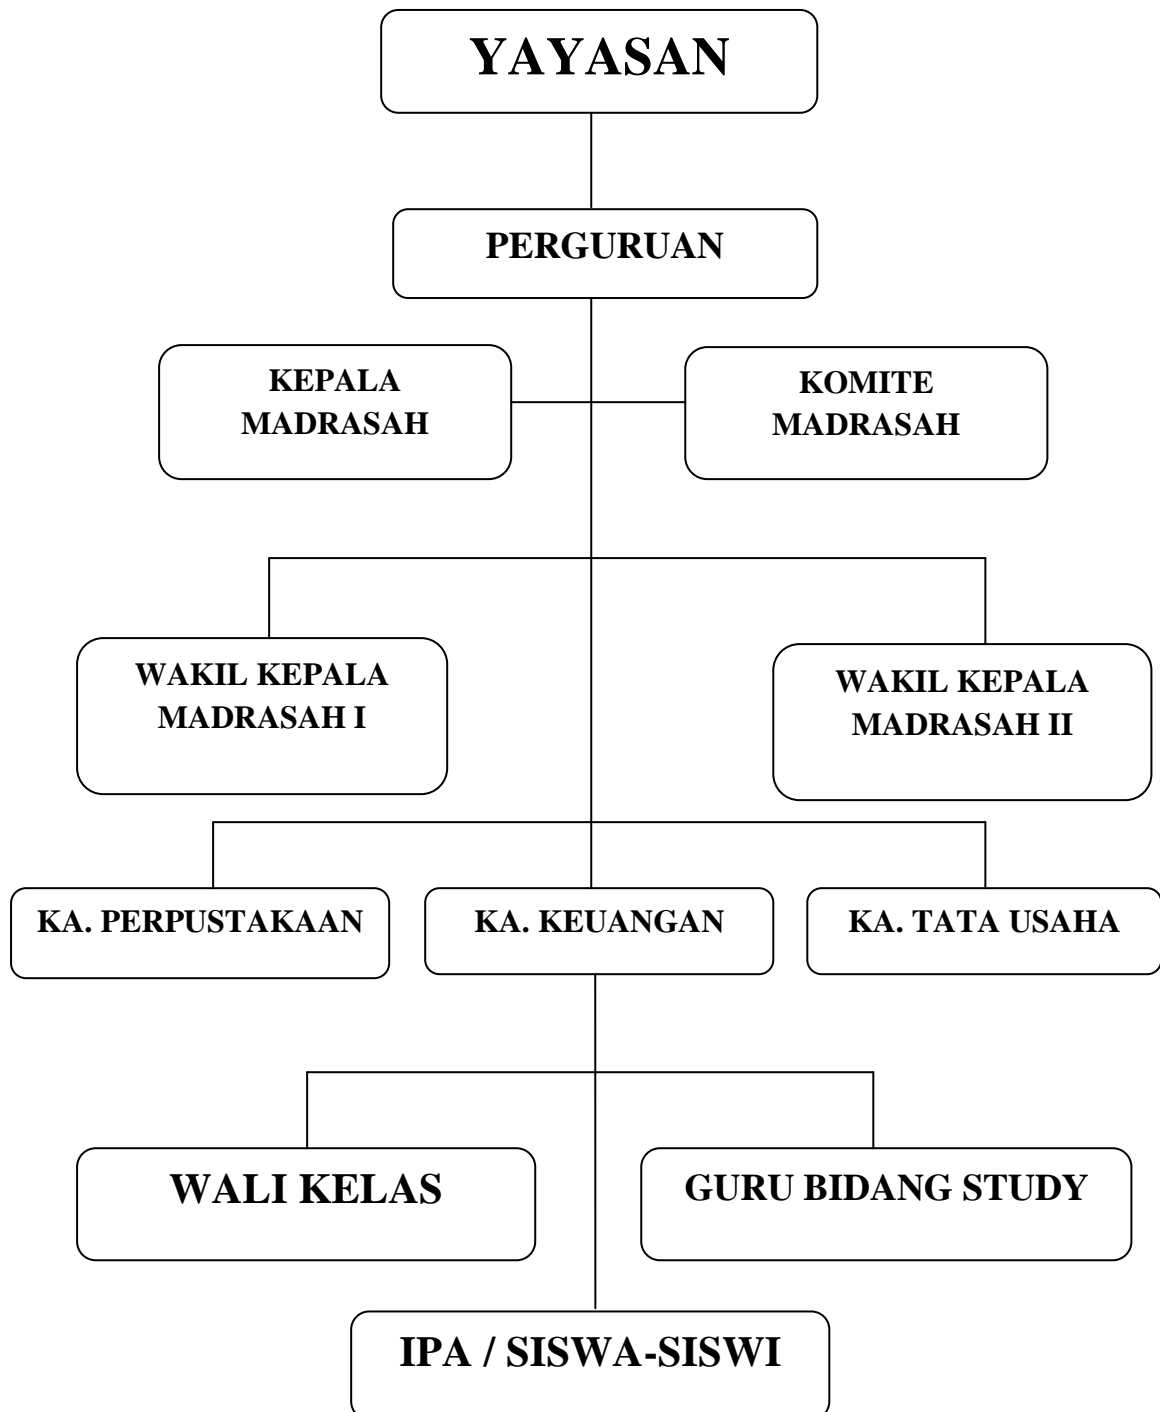 YAYASAN
PERGURUAN
KEPALA
MADRASAH
KOMITE
MADRASAH
WAKIL KEPALA
MADRASAH I
WAKIL KEPALA
MADRASAH II
KA. PERPUSTAKAAN
KA. KEUANGAN
KA. TATA USAHA
WALI KELAS
GURU BIDANG STUDY
IPA / SISWA-SISWI